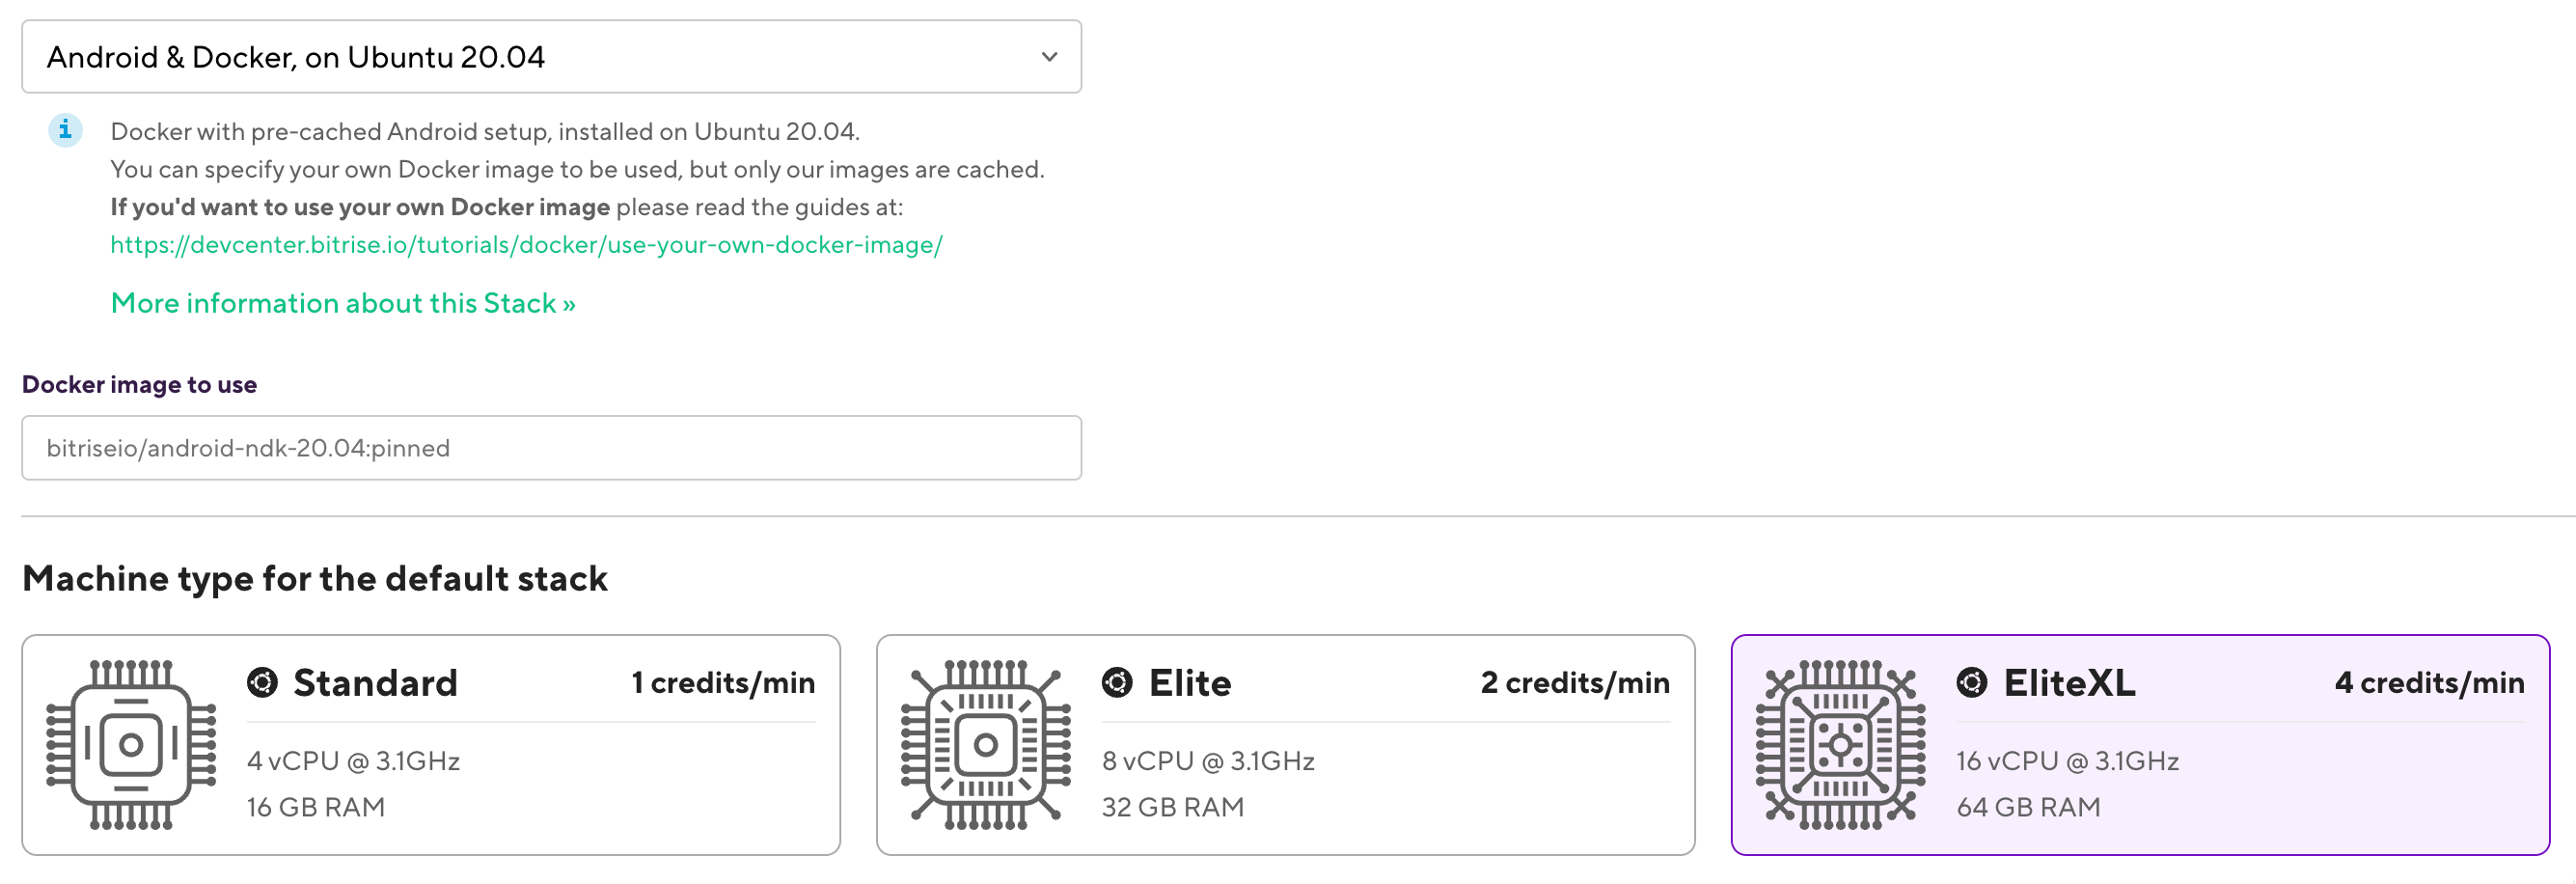 Android & Docker, on Ubuntu 20.04
Docker with pre-cached Android setup, installed on Ubuntu 20.04.
You can specify your own Docker image to be used, but only our images are cached.
If you'd want to use your own Docker image please read the guides at:
https://devcenter.bitrise.io/tutorials/docker/use-your-own-docker-image/
More information about this Stack »
Docker image to use
bitriseio/android-ndk-20.04:pinned
Machine type for the default stack
Standard 1 credits/min
4 vCPU @ 3.1GHz
16 GB RAM
Elite 2 credits/min
8 vCPU @ 3.1GHz
32 GB RAM
EliteXL 4 credits/min
16 vCPU @ 3.1GHz
64 GB RAM